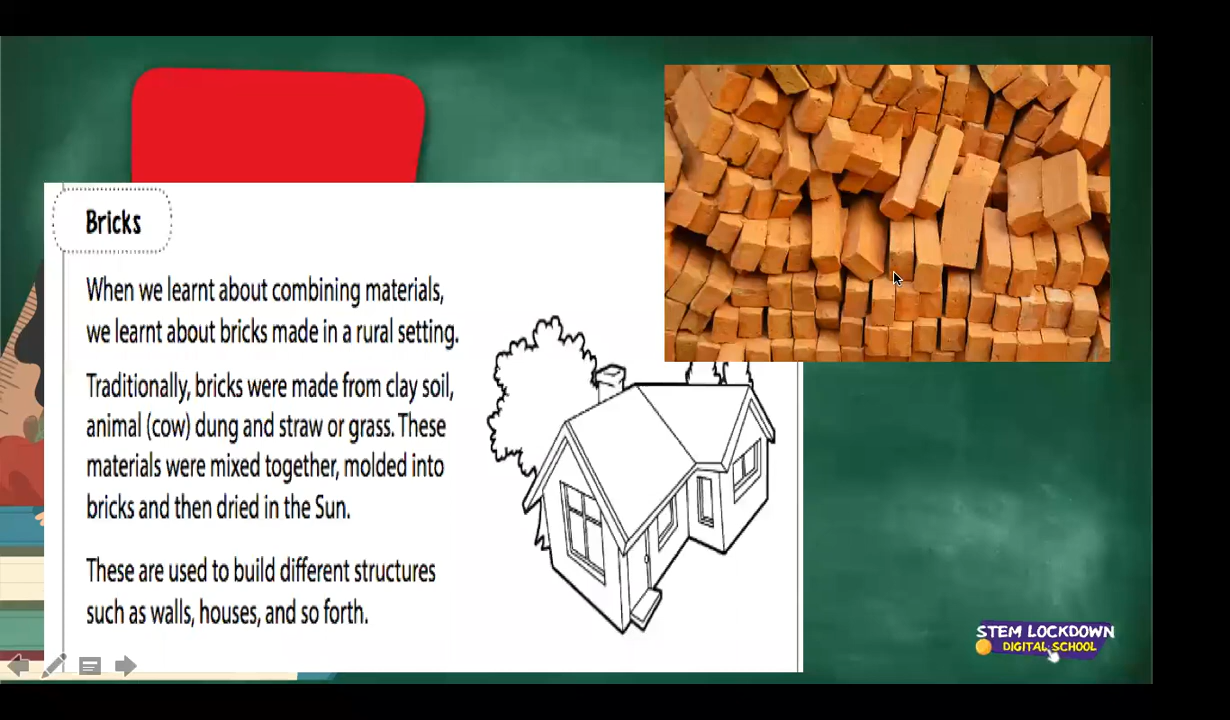 Bricks
When we learnt about combining materials,
we learnt about bricks made in a rural setting.
Traditionally, bricks were made from clay soil,
animal (cow) dung and straw or grass. These
materials were mixed together, molded into
bricks and then dried in the Sun.
These are used to build different structures
such as walls, houses, and so forth.
STEM LOCKDOWN
DIGITAL SCHOOL